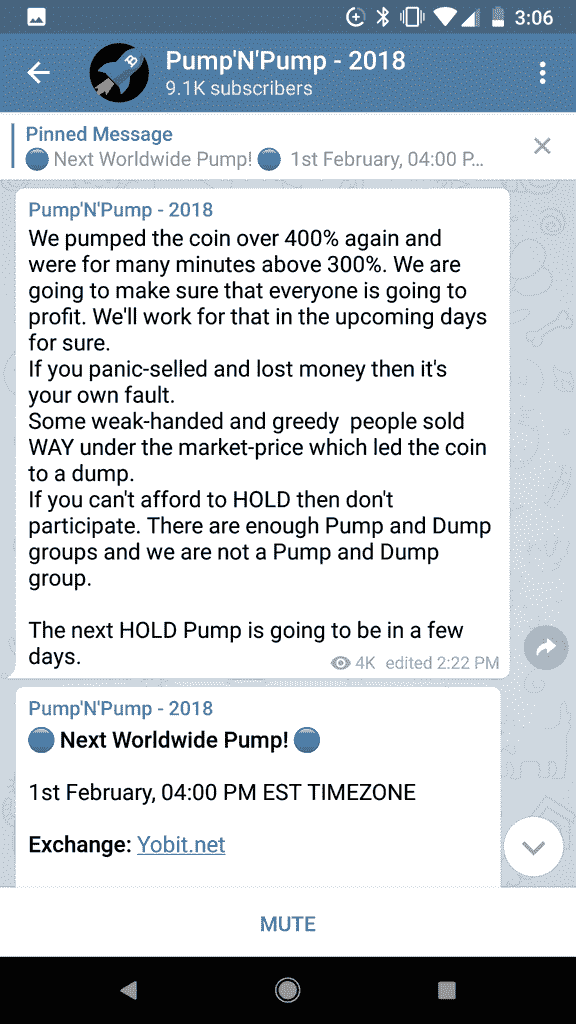 3:06
Pump'N'Pump - 2018
9.1K subscribers
Pinned Message
🔵 Next Worldwide Pump! 🔵 1st February, 04:00 P...
Pump'N'Pump - 2018
We pumped the coin over 400% again and
were for many minutes above 300%. We are
going to make sure that everyone is going to
profit. We'll work for that in the upcoming days
for sure.
If you panic-selled and lost money then it's
your own fault.
Some weak-handed and greedy  people sold
WAY under the market-price which led the coin
to a dump.
If you can't afford to HOLD then don't
participate. There are enough Pump and Dump
groups and we are not a Pump and Dump
group.
The next HOLD Pump is going to be in a few
days.
4K edited 2:22 PM
Pump'N'Pump - 2018
🔵 Next Worldwide Pump! 🔵
1st February, 04:00 PM EST TIMEZONE
Exchange: Yobit.net
MUTE